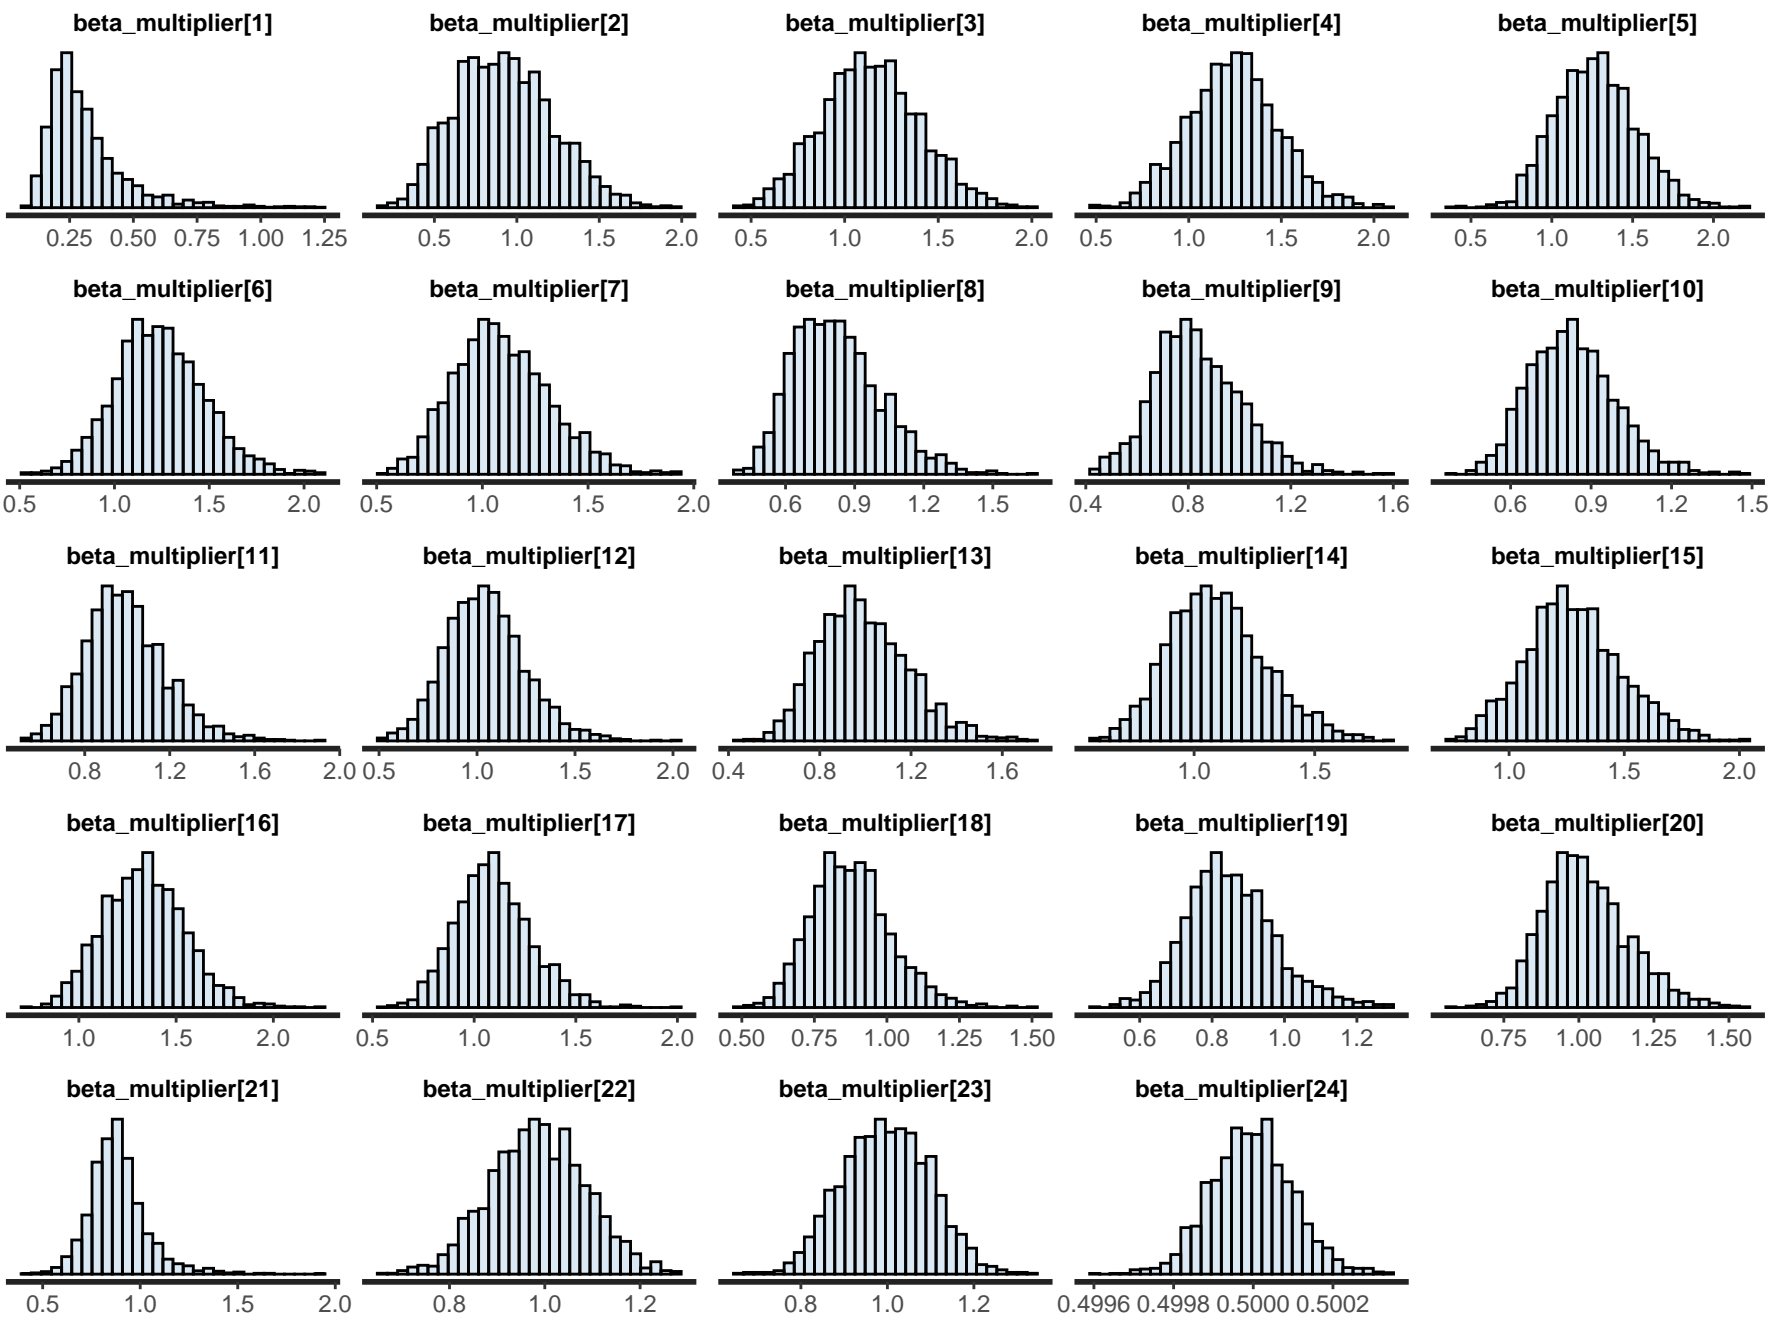 beta_multiplier[1] beta_multiplier[2] beta_multiplier[3] beta_multiplier[4] beta_multiplier[5]
0.25 0.50 0.75 1.00 1.25 0.5 1.0 1.5 2.0 0.5 1.0 1.5 2.0 0.5 1.0 1.5 2.0 0.5 1.0 1.5 2.0
beta_multiplier[6] beta_multiplier[7] beta_multiplier[8] beta_multiplier[9] beta_multiplier[10]
0.5 1.0 1.5 2.0 0.5 1.0 1.5 2.0 0.6 0.9 1.2 1.5 0.4 0.8 1.2 1.6 0.6 0.9 1.2 1.5
beta_multiplier[11] beta_multiplier[12] beta_multiplier[13] beta_multiplier[14] beta_multiplier[15]
0.8 1.2 1.6 2.0 0.5 1.0 1.5 2.0 0.4 0.8 1.2 1.6 1.0 1.5 1.0 1.5 2.0
beta_multiplier[16] beta_multiplier[17] beta_multiplier[18] beta_multiplier[19] beta_multiplier[20]
1.0 1.5 2.0 0.5 1.0 1.5 2.0 0.50 0.75 1.00 1.25 1.50 0.6 0.8 1.0 1.2 0.75 1.00 1.25 1.50
beta_multiplier[21] beta_multiplier[22] beta_multiplier[23] beta_multiplier[24]
0.5 1.0 1.5 2.0 0.8 1.0 1.2 0.8 1.0 1.2 0.4996 0.4998 0.5000 0.5002